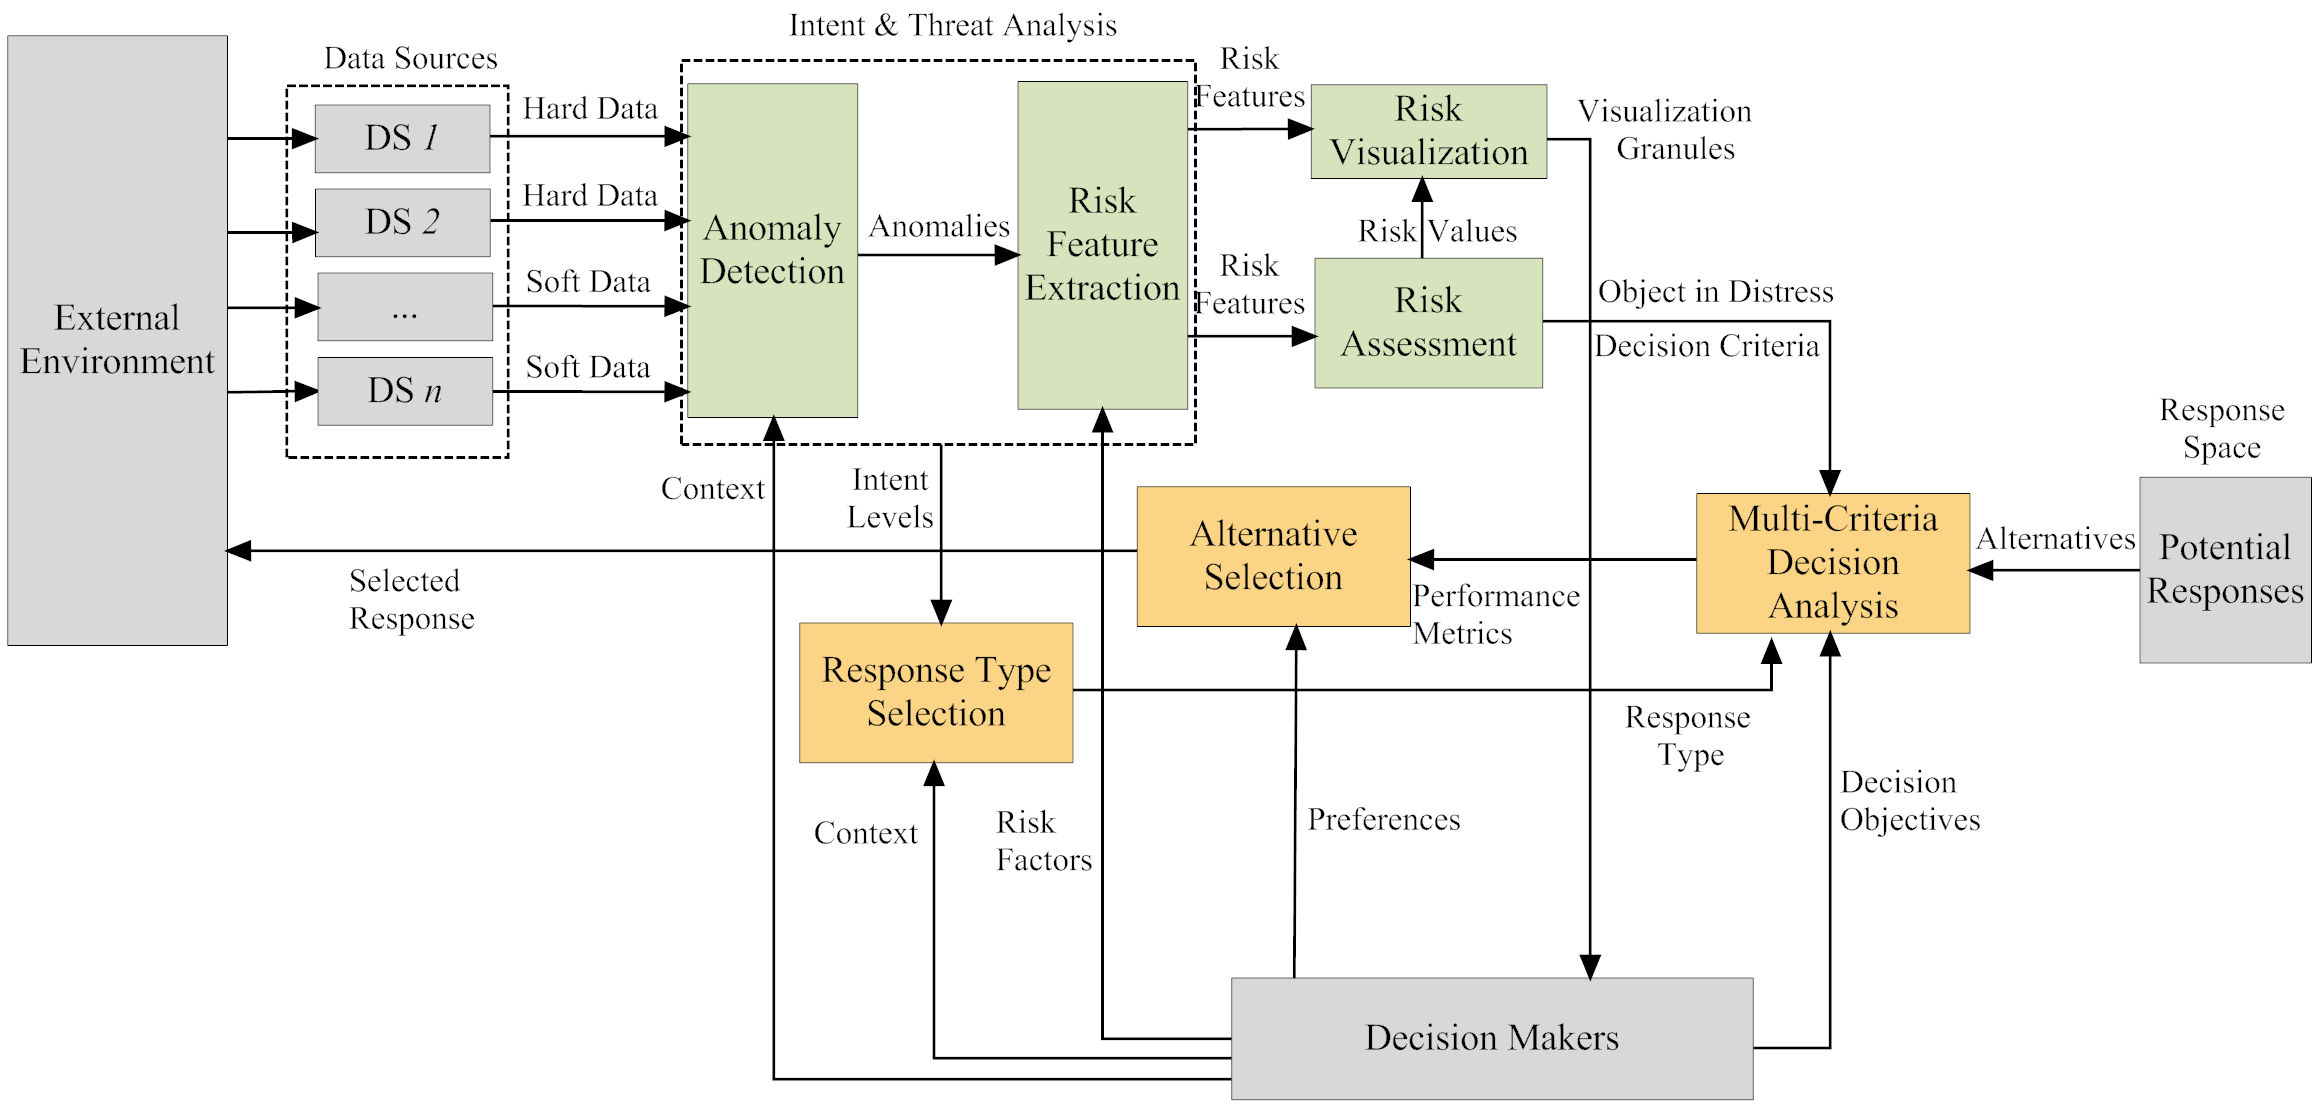 Intent & Threat Analysis
Data Sources
Hard Data
Hard Data
Soft Data
Soft Data
DS 1
DS 2
...
DS n
External
Environment
Anomaly
Detection
Anomalies
Risk
Feature
Extraction
Risk
Features
Risk
Features
Risk
Visualization
Visualization
Granules
Risk Values
Risk
Assessment
Object in Distress
Decision Criteria
Response
Space
Context
Intent
Levels
Alternative
Selection
Multi-Criteria
Decision
Analysis
Alternatives
Potential
Responses
Selected
Response
Performance
Metrics
Response Type
Selection
Response
Type
Context
Risk
Factors
Preferences
Decision
Objectives
Decision Makers